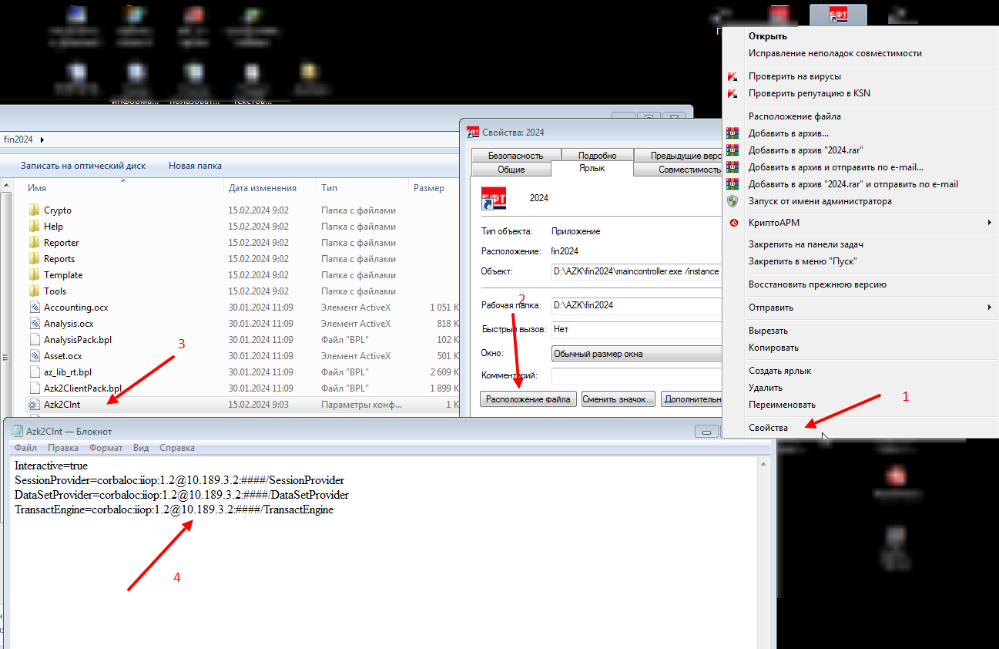 информа...
пользоват...
текстов...
БФТ
fin2024
Записать на оптический диск
Новая папка
Имя
Дата изменения
Тип
Размер
Crypto 15.02.2024 9:02 Папка с файлами
Help 15.02.2024 9:02 Папка с файлами
Reporter 15.02.2024 9:02 Папка с файлами
Reports 15.02.2024 9:02 Папка с файлами
Template 15.02.2024 9:02 Папка с файлами
Tools 15.02.2024 9:02 Папка с файлами
Accounting.ocx 30.01.2024 11:09 Элемент ActiveX 1 051 К
Analysis.ocx 30.01.2024 11:09 Элемент ActiveX 818 К
AnalysisPack.bpl 30.01.2024 11:09 Файл "BPL" 102 К
Asset.ocx 30.01.2024 11:09 Элемент ActiveX 501 К
az_lib_rt.bpl 30.01.2024 11:09 Файл "BPL" 2 609 К
Azk2ClientPack.bpl 30.01.2024 11:09 Файл "BPL" 1 899 К
Azk2Clnt 15.02.2024 9:03 Параметры конф... 1 К
3
БФТ
Свойства: 2024
Безопасность
Подробно
Предыдущие верс
Общие
Ярлык
Совместимость
БФТ
2024
Тип объекта: Приложение
Расположение: fin2024
Объект: D:\AZK\fin2024\maincontroller.exe /instance
2
Рабочая папка: D:\AZK\fin2024
Быстрый вызов: Нет
Окно: Обычный размер окна
Комментарий:
Расположение файла
Сменить значок...
Дополнительн
Открыть
Исправление неполадок совместимости
Проверить на вирусы
Проверить репутацию в KSN
Расположение файла
Добавить в архив...
Добавить в архив "2024.rar"
Добавить в архив и отправить по e-mail...
Добавить в архив "2024.rar" и отправить по e-mail
Запуск от имени администратора
КриптоАРМ
Закрепить на панели задач
Закрепить в меню "Пуск"
Восстановить прежнюю версию
Отправить
Вырезать
Копировать
Создать ярлык
Удалить
Переименовать
Свойства
1
Azk2Clnt — Блокнот
Файл Правка Формат Вид Справка
Interactive=true
SessionProvider=corbaloc:iiop:1.2@10.189.3.2:####/SessionProvider
DataSetProvider=corbaloc:iiop:1.2@10.189.3.2:####/DataSetProvider
TransactEngine=corbaloc:iiop:1.2@10.189.3.2:####/TransactEngine
4